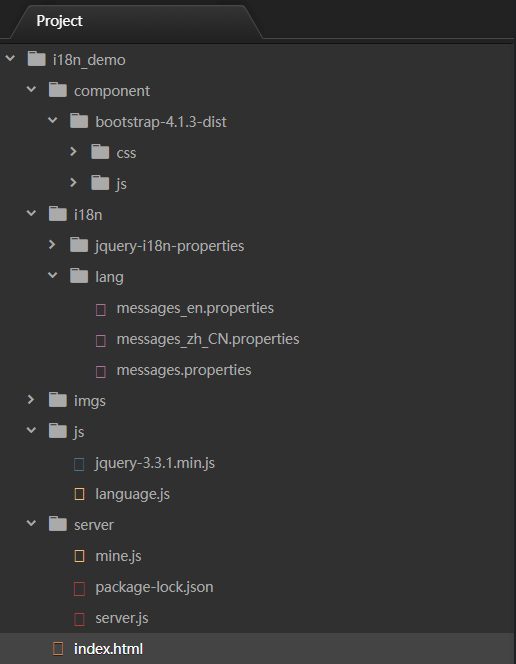 Project
i18n_demo
component
bootstrap-4.1.3-dist
css
js
i18n
jquery-i18n-properties
lang
messages_en.properties
messages_zh_CN.properties
messages.properties
imgs
js
jquery-3.3.1.min.js
language.js
server
mine.js
package-lock.json
server.js
index.html